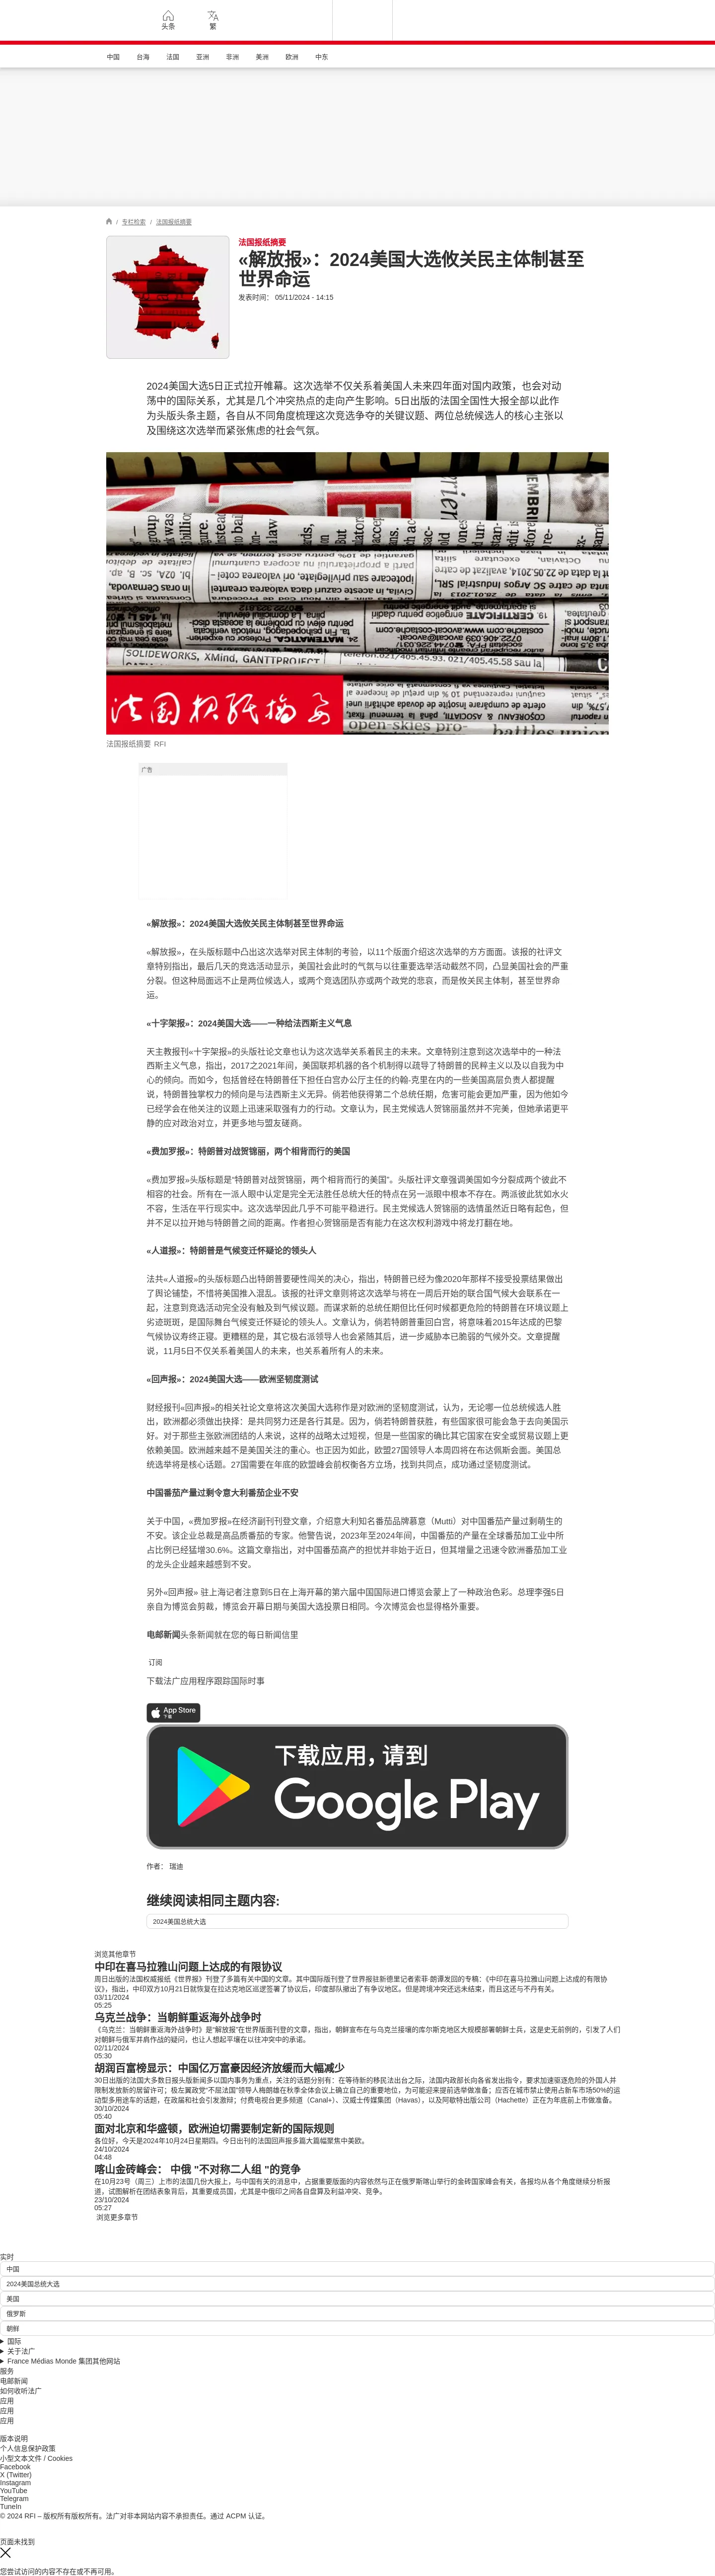 头条
繁
中国 台海 法国 亚洲 非洲 美洲 欧洲 中东
/ 专栏检索 / 法国报纸摘要
法国报纸摘要
«解放报»：2024美国大选攸关民主体制甚至
世界命运
发表时间： 05/11/2024 - 14:15
2024美国大选5日正式拉开帷幕。这次选举不仅关系着美国人未来四年面对国内政策，也会对动
荡中的国际关系，尤其是几个冲突热点的走向产生影响。5日出版的法国全国性大报全部以此作
为头版头条主题，各自从不同角度梳理这次竞选争夺的关键议题、两位总统候选人的核心主张以
及围绕这次选举而紧张焦虑的社会气氛。
SOLIDEWORKS, XMind, GANTTPROJECT
法国报纸摘要
open-skies pro-
法国报纸摘要 RFI
广告
«解放报»：2024美国大选攸关民主体制甚至世界命运
«解放报»，在头版标题中凸出这次选举对民主体制的考验，以11个版面介绍这次选举的方方面面。该报的社评文
章特别指出，最后几天的竞选活动显示，美国社会此时的气氛与以往重要选举活动截然不同，凸显美国社会的严重
分裂。但这种局面远不止是两位候选人，或两个竞选团队亦或两个政党的悲哀，而是攸关民主体制，甚至世界命
运。
«十字架报»：2024美国大选——一种给法西斯主义气息
天主教报刊«十字架报»的头版社论文章也认为这次选举关系着民主的未来。文章特别注意到这次选举中的一种法
西斯主义气息，指出，2017之2021年间，美国联邦机器的各个机制得以疏导了特朗普的民粹主义以及以自我为中
心的倾向。而如今，包括曾经在特朗普任下担任白宫办公厅主任的约翰-克里在内的一些美国高层负责人都提醒
说，特朗普独掌权力的倾向是与法西斯主义无异。倘若他获得第二个总统任期，危害可能会更加严重，因为他如今
已经学会在他关注的议题上迅速采取强有力的行动。文章认为，民主党候选人贺锦丽虽然并不完美，但她承诺更平
静的应对政治对立，并更多地与盟友磋商。
«费加罗报»：特朗普对战贺锦丽，两个相背而行的美国
«费加罗报»头版标题是“特朗普对战贺锦丽，两个相背而行的美国”。头版社评文章强调美国如今分裂成两个彼此不
相容的社会。所有在一派人眼中认定是完全无法胜任总统大任的特点在另一派眼中根本不存在。两派彼此犹如水火
不容，生活在平行现实中。这次选举因此几乎不可能平稳进行。民主党候选人贺锦丽的选情虽然近日略有起色，但
并不足以拉开她与特朗普之间的距离。作者担心贺锦丽是否有能力在这次权利游戏中将龙打翻在地。
«人道报»：特朗普是气候变迁怀疑论的领头人
法共«人道报»的头版标题凸出特朗普要硬性闯关的决心，指出，特朗普已经为像2020年那样不接受投票结果做出
了舆论铺垫，不惜将美国推入混乱。该报的社评文章则将这次选举与将在一周后开始的联合国气候大会联系在一
起，注意到竞选活动完全没有触及到气候议题。而谋求新的总统任期但比任何时候都更危险的特朗普在环境议题上
劣迹斑斑，是国际舞台气候变迁怀疑论的领头人。文章认为，倘若特朗普重回白宫，将意味着2015年达成的巴黎
气候协议寿终正寝。更糟糕的是，其它极右派领导人也会紧随其后，进一步威胁本已脆弱的气候外交。文章提醒
说，11月5日不仅关系着美国人的未来，也关系着所有人的未来。
«回声报»：2024美国大选——欧洲坚韧度测试
财经报刊«回声报»的相关社论文章将这次美国大选称作是对欧洲的坚韧度测试，认为，无论哪一位总统候选人胜
出，欧洲都必须做出抉择：是共同努力还是各行其是。因为，倘若特朗普获胜，有些国家很可能会急于去向美国示
好。对于那些主张欧洲团结的人来说，这样的战略太过短视，但是一些国家的确比其它国家在安全或贸易议题上更
依赖美国。欧洲越来越不是美国关注的重心。也正因为如此，欧盟27国领导人本周四将在布达佩斯会面。美国总
统选举将是核心话题。27国需要在年底的欧盟峰会前权衡各方立场，找到共同点，成功通过坚韧度测试。
中国番茄产量过剩令意大利番茄企业不安
关于中国，«费加罗报»在经济副刊刊登文章，介绍意大利知名番茄品牌慕意（Mutti）对中国番茄产量过剩萌生的
不安。该企业总裁是高品质番茄的专家。他警告说，2023年至2024年间，中国番茄的产量在全球番茄加工业中所
占比例已经猛增30.6%。这篇文章指出，对中国番茄高产的担忧并非始于近日，但其增量之迅速令欧洲番茄加工业
的龙头企业越来越感到不安。
另外«回声报» 驻上海记者注意到5日在上海开幕的第六届中国国际进口博览会蒙上了一种政治色彩。总理李强5日
亲自为博览会剪裁，博览会开幕日期与美国大选投票日相同。今次博览会也显得格外重要。
电邮新闻头条新闻就在您的每日新闻信里
订阅
下载法广应用程序跟踪国际时事
App Store
下载
下载应用，请到
Google Play
作者： 瑞迪
继续阅读相同主题内容:
2024美国总统大选
浏览其他章节
中印在喜马拉雅山问题上达成的有限协议
周日出版的法国权威报纸《世界报》刊登了多篇有关中国的文章。其中国际版刊登了世界报驻新德里记者索菲·朗谭发回的专稿:《中印在喜马拉雅山问题上达成的有限协
议》，指出，中印双方10月21日就恢复在拉达克地区巡逻签署了协议后，印度部队撤出了有争议地区。但是跨境冲突还远未结束，而且这还与不丹有关。
03/11/2024
05:25
乌克兰战争：当朝鲜重返海外战争时
《乌克兰：当朝鲜重返海外战争时》是“解放报”在世界版面刊登的文章，指出，朝鲜宣布在与乌克兰接壤的库尔斯克地区大规模部署朝鲜士兵，这是史无前例的，引发了人们
对朝鲜与俄军并肩作战的疑问，也让人想起平壤在以往冲突中的承诺。
02/11/2024
05:30
胡润百富榜显示：中国亿万富豪因经济放缓而大幅减少
30日出版的法国大多数日报头版新闻多以国内事务为重点，关注的话题分别有：在等待新的移民法出台之际，法国内政部长向各省发出指令，要求加速驱逐危险的外国人并
限制发放新的居留许可；极左翼政党“不屈法国”领导人梅朗雄在秋季全体会议上确立自己的重要地位，为可能迎来提前选举做准备；应否在城市禁止使用占新车市场50%的运
动型多用途车的话题，在政届和社会引发激辩；付费电视台更多频道（Canal+）、汉威士传媒集团（Havas），以及阿歇特出版公司（Hachette）正在为年底前上市做准备。
30/10/2024
05:40
面对北京和华盛顿，欧洲迫切需要制定新的国际规则
各位好，今天是2024年10月24日星期四。今日出刊的法国回声报多篇大篇幅聚焦中美欧。
24/10/2024
04:48
喀山金砖峰会： 中俄 "不对称二人组 "的竞争
在10月23号（周三）上市的法国几份大报上，与中国有关的消息中，占据重要版面的内容依然与正在俄罗斯喀山举行的金砖国家峰会有关，各报均从各个角度继续分析报
道，试图解析在团结表象背后，其重要成员国，尤其是中俄印之间各自盘算及利益冲突、竞争。
23/10/2024
05:27
浏览更多章节
实时
中国
2024美国总统大选
美国
俄罗斯
朝鲜
国际
关于法广
France Médias Monde 集团其他网站
服务
电邮新闻
如何收听法广
应用
应用
应用
版本说明
个人信息保护政策
小型文本文件 / Cookies
Facebook
X (Twitter)
Instagram
YouTube
Telegram
TuneIn
© 2024 RFI – 版权所有版权所有。法广对非本网站内容不承担责任。通过 ACPM 认证。
页面未找到
您尝试访问的内容不存在或不再可用。